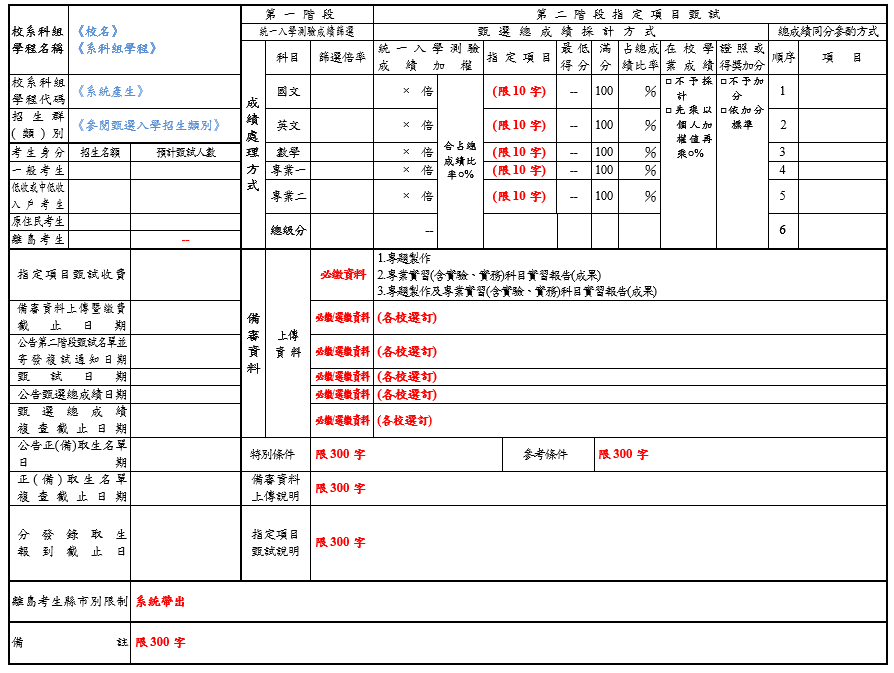 校系科組
學程名稱
《校名》
《系科組學程》
第一階段
第二階段指定項目甄試
統一入學測驗成績篩選
甄選總成績採計方式
總成績同分參酌方式
成績處理方式
科目
篩選倍率
統一入學測驗
成績加權
指定項目
最低
得分
滿
分
占總成
績比率
在校學
業成績
證照或
得獎加分
順序
項目
校系科組
學程代碼
《系統產生》
國文
× 倍
合占總
成績比
率○%
(限10字)
--
100
%
□不予採
計
□先乘以
個人加
權值再
乘○%
□不予加
分
□依加分
標準
1
招生群
(類)別
《參閱甄選入學招生類別》
英文
× 倍
(限10字)
--
100
%
2
考生身分
招生名額
預計甄試人數
數學
× 倍
(限10字)
--
100
%
3
一般考生
專業一
× 倍
(限10字)
--
100
%
4
低收或中低收
入戶考生
專業二
× 倍
(限10字)
--
100
%
5
原住民考生
離島考生
--
總級分
--
6
指定項目甄試收費
備審資料
上傳
資料
必繳資料
1.專題製作
2.專業實習(含實驗、實務)科目實習報告(成果)
3.專題製作及專業實習(含實驗、實務)科目實習報告(成果)
備審資料上傳暨繳費
截止日期
必繳/選繳資料
(各校選訂)
公告第二階段甄試名單並
寄發複試通知日期
必繳/選繳資料
(各校選訂)
甄試日期
必繳/選繳資料
(各校選訂)
公告甄選總成績日期
必繳/選繳資料
(各校選訂)
甄選總成績
複查截止日期
必繳/選繳資料
(各校選訂)
公告正(備)取生名單
日期
特別條件
限300字
參考條件
限300字
正(備)取生名單
複查截止日期
備審資料
上傳說明
限300字
分發錄取生
報到截止日
指定項目
甄試說明
限300字
離島考生縣市別限制
系統帶出
備註
限300字